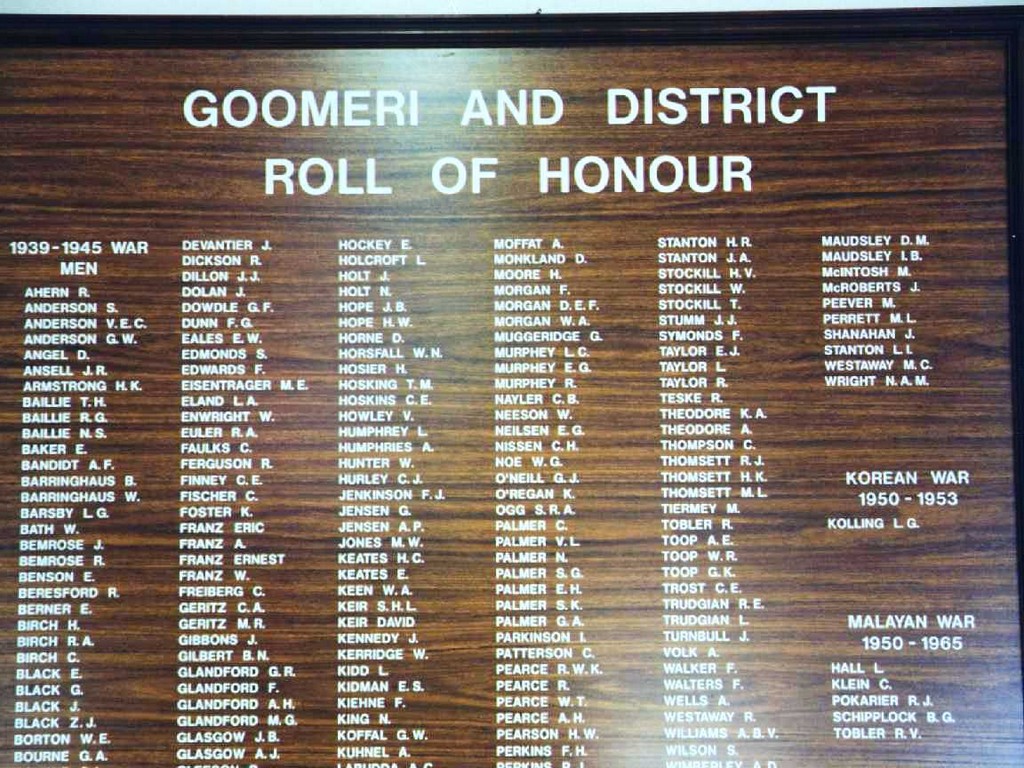 GOOMERI AND DISTRICT
ROLL OF HONOUR
1939-1945 WAR
MEN
AHERN R.
ANDERSON S.
ANDERSON V.E.C.
ANDERSON G.W.
ANGEL D.
ANSELL J.R.
ARMSTRONG H.K.
BAILLIE T.H.
BAILLIE R.G.
BAILLIE N.S.
BAKER E.
BANDIDT A.F.
BARRINGHAUS B.
BARRINGHAUS W.
BARSBY L.G.
BATH W.
BEMROSE J.
BEMROSE R.
BENSON E.
BERESFORD R.
BERNER E.
BIRCH H.
BIRCH R.A.
BIRCH C.
BLACK E.
BLACK G.
BLACK J.
BLACK Z.J.
BORTON W.E.
BOURNE G.A.
DEVANTIER J.
DICKSON R.
DILLON J.J.
DOLAN J.
DOWDLE G.F.
DUNN F.G.
EALES E.W.
EDMONDS S.
EDWARDS F.
EISENTRAGER M.E.
ELAND L.A.
ENWRIGHT W.
EULER R.A.
FAULKS C.
FERGUSON R.
FINNEY C.E.
FISCHER C.
FOSTER K.
FRANZ ERIC
FRANZ A.
FRANZ ERNEST
FRANZ W.
FREIBERG C.
GERITZ C.A.
GERITZ M.R.
GIBBONS J.
GILBERT B.N.
GLANDFORD G.R.
GLANDFORD F.
GLANDFORD A.H.
GLANDFORD M.G.
GLASGOW J.B.
GLASGOW A.J.
HOCKEY E.
HOLCROFT L.
HOLT J.
HOLT N.
HOPE J.B.
HOPE H.W.
HORNE D.
HORSFALL W.N.
HOSIER H.
HOSKING T.M.
HOSKINS C.E.
HOWLEY V.
HUMPHREY L.
HUMPHRIES A.
HUNTER W.
HURLEY C.J.
JENKINSON F.J.
JENSEN G.
JENSEN A.P.
JONES M.W.
KEATES H.C.
KEATES E.
KEEN W.A.
KEIR S.H.L.
KEIR DAVID
KENNEDY J.
KERRIDGE W.
KIDD L.
KIDMAN E.S.
KIEHNE F.
KING N.
KOFFAL G.W.
KUHNEL A.
LABUDDA A.C.
MOFFAT A.
MONKLAND D.
MOORE H.
MORGAN F.
MORGAN D.E.F.
MORGAN W.A.
MUGGERIDGE G.
MURPHEY L.C.
MURPHEY E.G.
MURPHEY R.
NAYLER C.B.
NEESON W.
NEILSEN E.G.
NISSEN C.H.
NOE W.G.
O'NEILL G.J.
O'REGAN K.
OGG S.R.A.
PALMER C.
PALMER V.L.
PALMER N.
PALMER S.G.
PALMER E.H.
PALMER S.K.
PALMER G.A.
PARKINSON I.
PATTERSON C.
PEARCE R.W.K.
PEARCE R.
PEARCE W.T.
PEARCE A.H.
PEARSON H.W.
PERKINS F.H.
PERKINS
STANTON H.R.
STANTON J.A.
STOCKILL H.V.
STOCKILL W.
STOCKILL T.
STUMM J.J.
SYMONDS F.
TAYLOR E.J.
TAYLOR L.
TAYLOR R.
TESKE R.
THEODORE K.A.
THEODORE A.
THOMPSON C.
THOMSETT R.J.
THOMSETT H.K.
THOMSETT M.L.
TIERMEY M.
TOBLER R.
TOOP A.E.
TOOP W.R.
TOOP G.K.
TROST C.E.
TRUDGIAN R.E.
TRUDGIAN L.
TURNBULL J.
VOLK A.
WALKER F.
WALTERS F.
WELLS A.
WESTAWAY R.
WILLIAMS A.B.V.
WILSON S.
WIMBERLEY A.D.
MAUDSLEY D.M.
MAUDSLEY I.B.
McINTOSH M.
McROBERTS J.
PEEVER M.
PERRETT M.L.
SHANAHAN J.
STANTON L.I.
WESTAWAY M.C.
WRIGHT N.A.M.
KOREAN WAR
1950-1953
KOLLING L.G.
MALAYAN WAR
1950-1965
HALL L.
KLEIN C.
POKARIER R.J.
SCHIPPLOCK B.G.
TOBLER R.V.